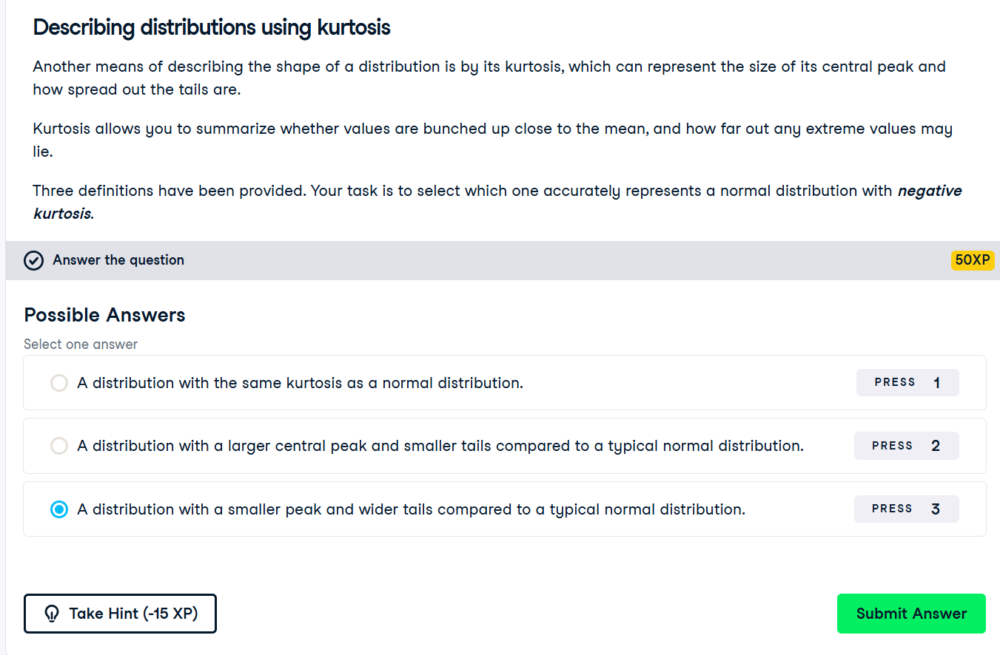 Describing distributions using kurtosis
Another means of describing the shape of a distribution is by its kurtosis, which can represent the size of its central peak and
how spread out the tails are.
Kurtosis allows you to summarize whether values are bunched up close to the mean, and how far out any extreme values may
lie.
Three definitions have been provided. Your task is to select which one accurately represents a normal distribution with negative
kurtosis.
Answer the question
50XP
Possible Answers
Select one answer
A distribution with the same kurtosis as a normal distribution.
PRESS 1
A distribution with a larger central peak and smaller tails compared to a typical normal distribution.
PRESS 2
A distribution with a smaller peak and wider tails compared to a typical normal distribution.
PRESS 3
Take Hint (-15 XP)
Submit Answer